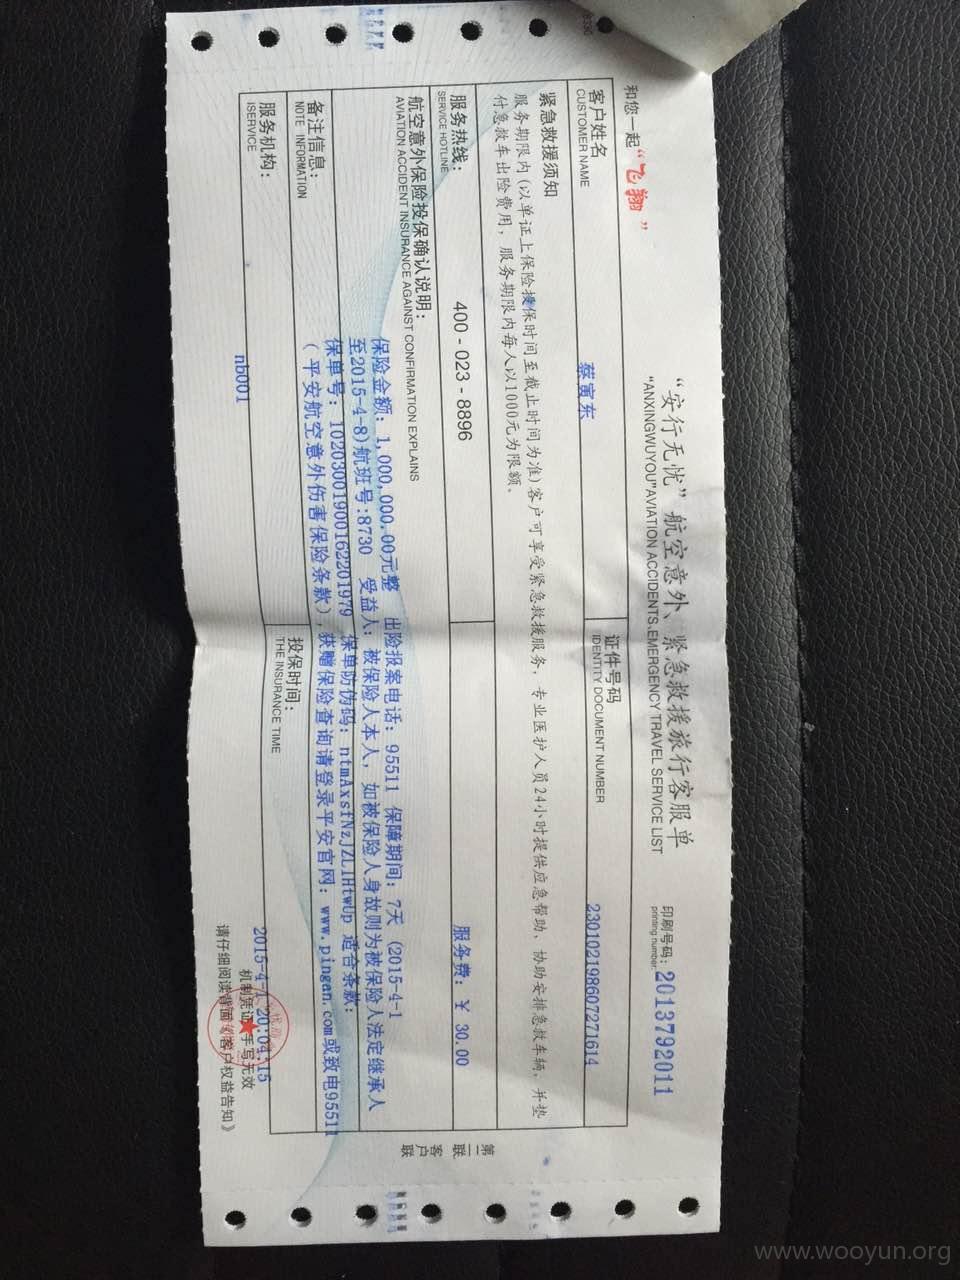 和您一起“飞翔”
“安行无忧”航空意外、紧急救援旅行客服单
"ANXINGWUYOU"AVIATION ACCIDENTS,EMERGENCY TRAVEL SERVICE LIST
印刷号码:
printing number:
2013792011
客户姓名
CUSTOMER NAME
蔡寅东
证件号码
IDENTITY DOCUMENT NUMBER
230102198607271614
紧急救援须知
服务期限内(以单证上保险投保时间至截止时间为准)客户可享受紧急救援服务,专业医护人员24小时提供应急帮助、协助安排急救车辆,并垫
付急救车出险费用,服务期限内每人以1000元为限额。
服务热线:
SERVICE HOTLINE
400-023-8896
服务费:¥ 30.00
航空意外保险投保确认说明:
AVIATION ACCIDENT INSURANCE AGAINST CONFIRMATION EXPLAINS
保险金额:1,000,000.00元整 出险报案电话:95511 保障期间:7天 (2015-4-1
至2015-4-8)航班号:8730 受益人:被保险人本人,如被保险人身故则为被保险人法定继承人
保单号:10203001900162201979 保单防伪码:ntmAxsfNzJZLlHtwUp 适合条款:
(平安航空意外伤害保险条款),获赠保险查询请登录平安官网:www.pingan.com或致电95511
备注信息:
NOTE INFORMATION
服务机构:
ISERVICE
nb001
投保时间:
THE INSURANCE TIME
2015-4-1 20:04:15
机制凭证 手写无效
请仔细阅读背面《客户权益告知》
第二联 客户联
www.wooyun.org